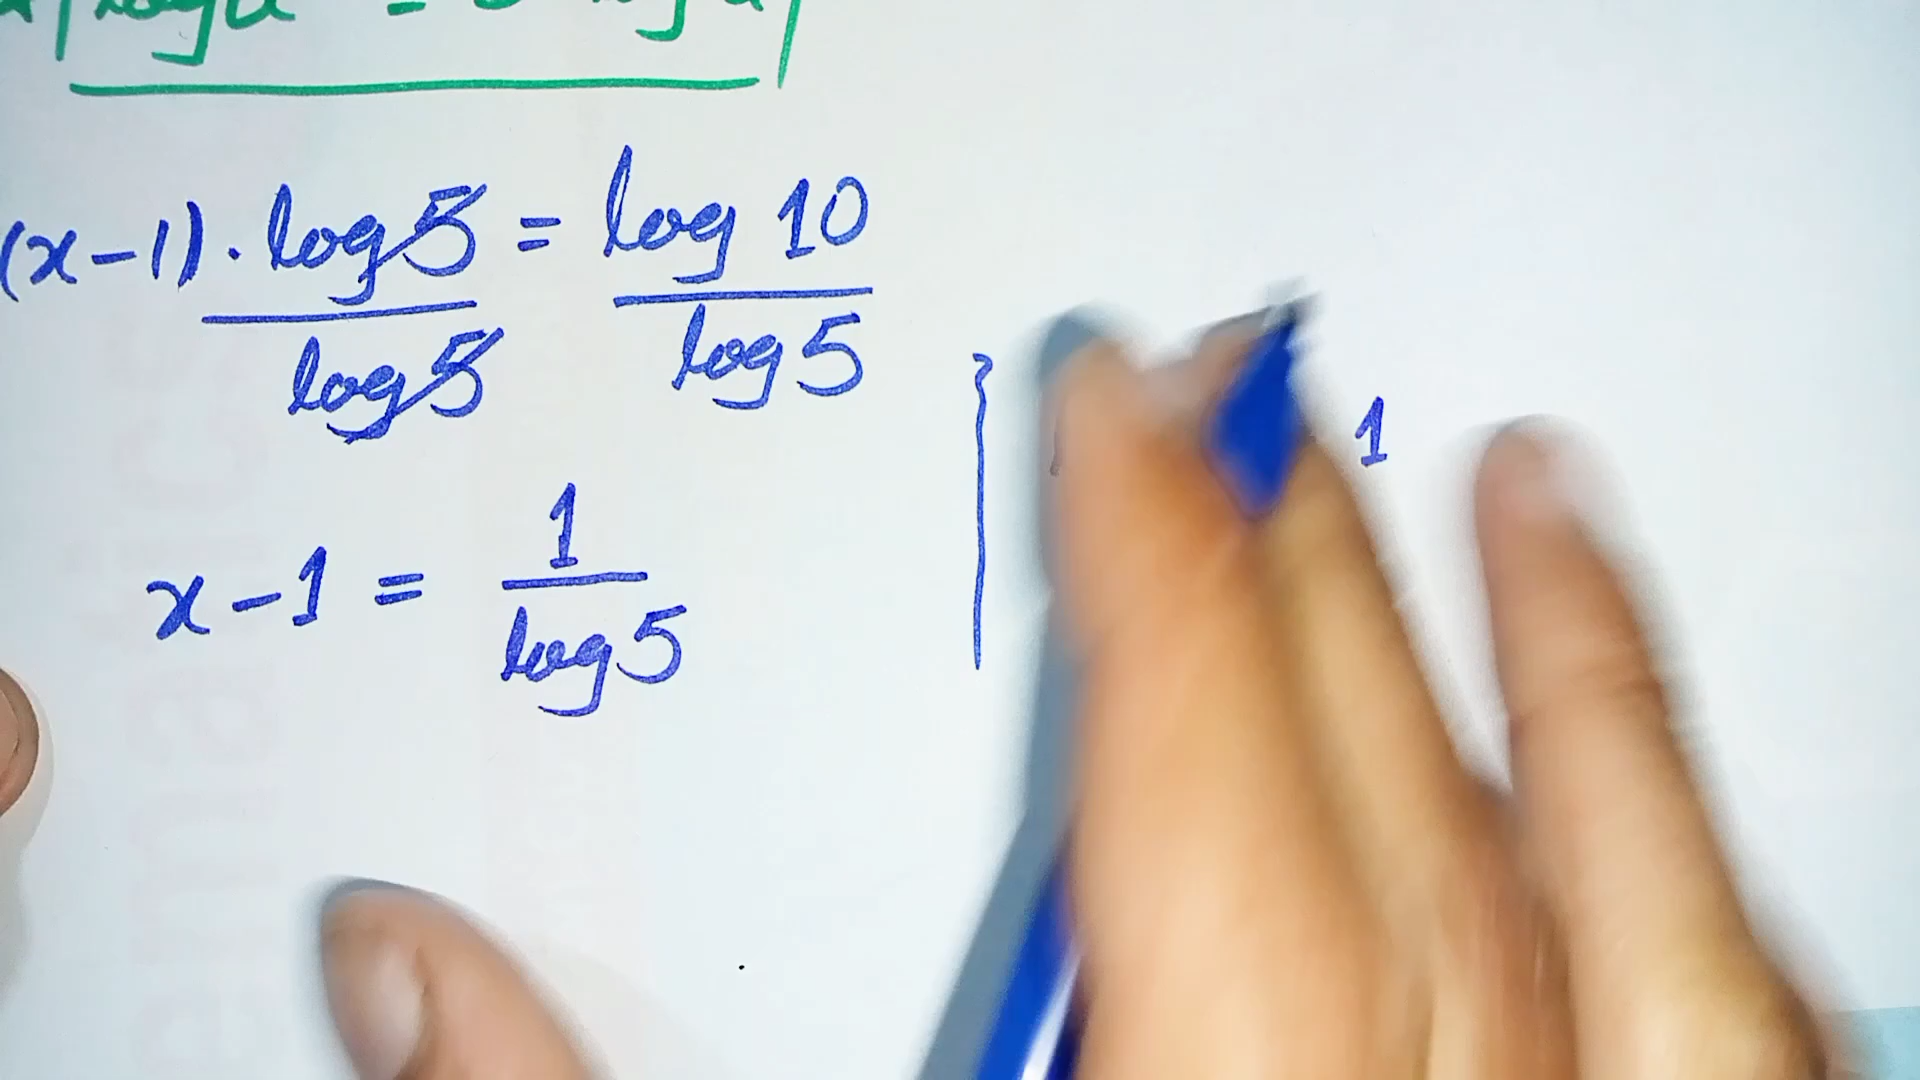 (x-1) · log5 / log5 = log 10 / log5
x-1 = 1 / log5
1